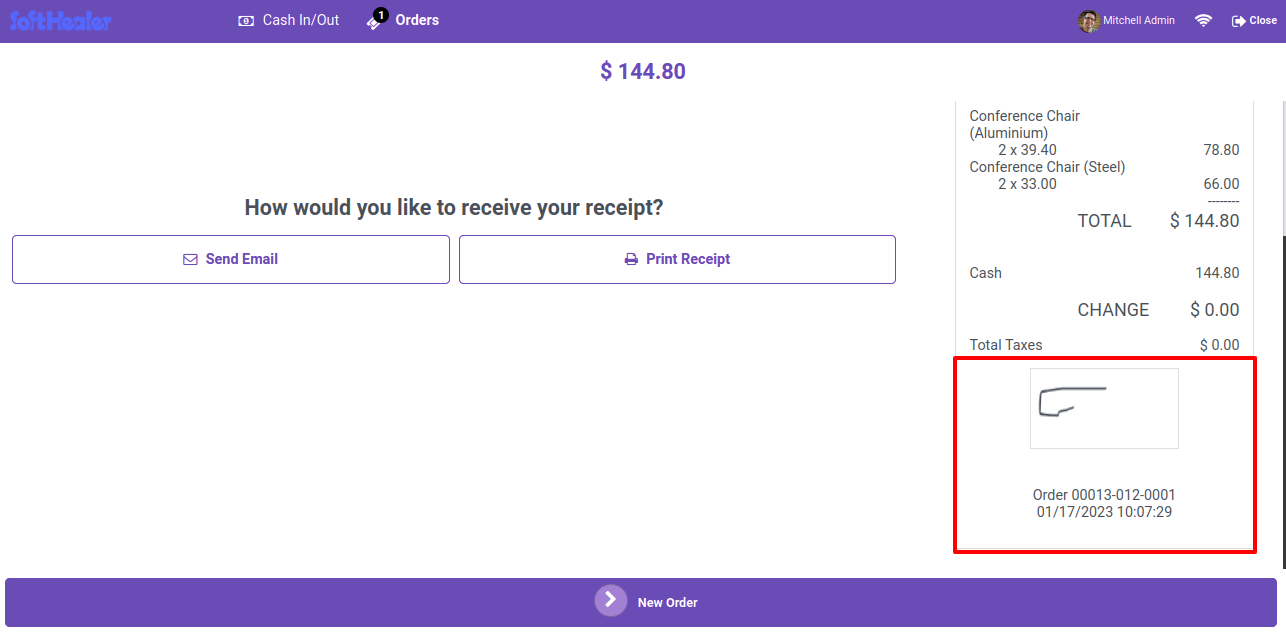 SoftHealer
Cash In/Out
1
Orders
Mitchell Admin
Close
$ 144.80
How would you like to receive your receipt?
Send Email
Print Receipt
Conference Chair
(Aluminium)
2 x 39.40 78.80
Conference Chair (Steel)
2 x 33.00 66.00
--------
TOTAL $ 144.80
Cash 144.80
CHANGE $ 0.00
Total Taxes $ 0.00
Order 00013-012-0001
01/17/2023 10:07:29
New Order